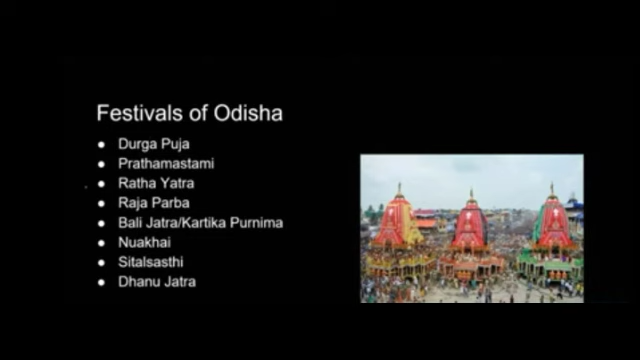 Festivals of Odisha
● Durga Puja
● Prathamastami
● Ratha Yatra
● Raja Parba
● Bali Jatra/Kartika Purnima
● Nuakhai
● Sitalsasthi
● Dhanu Jatra